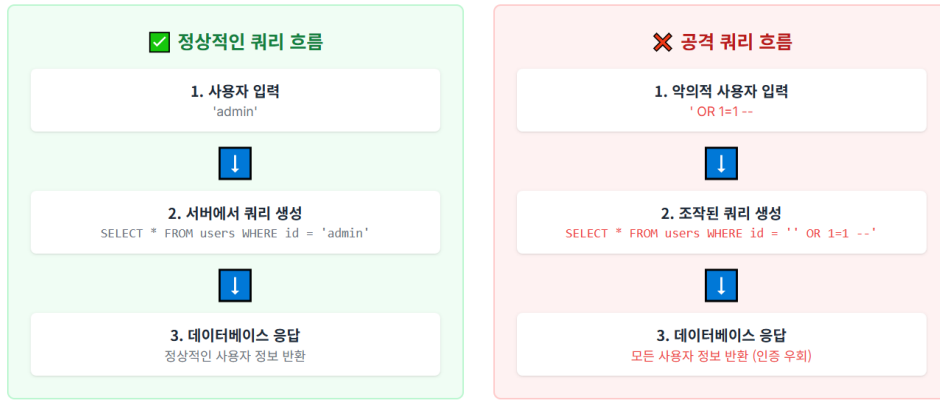 정상적인 쿼리 흐름
1. 사용자 입력
'admin'
2. 서버에서 쿼리 생성
SELECT * FROM users WHERE id = 'admin'
3. 데이터베이스 응답
정상적인 사용자 정보 반환
공격 쿼리 흐름
1. 악의적 사용자 입력
' OR 1=1 --
2. 조작된 쿼리 생성
SELECT * FROM users WHERE id = '' OR 1=1 --'
3. 데이터베이스 응답
모든 사용자 정보 반환 (인증 우회)